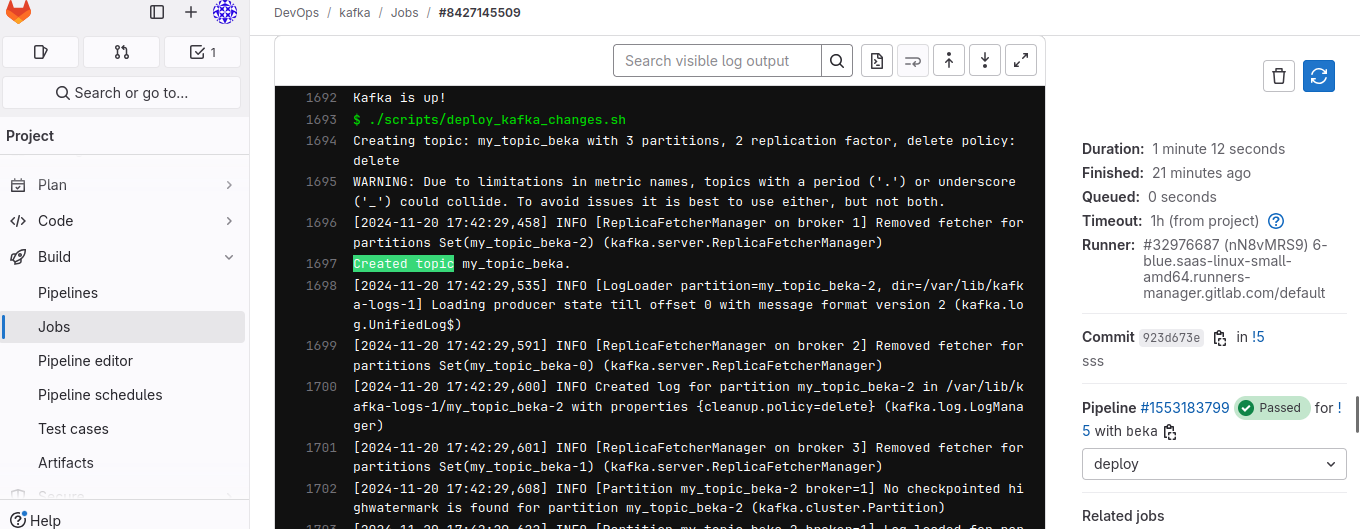 DevOps / kafka / Jobs / #8427145509
1
Search or go to...
Project
Plan
Code
Build
Pipelines
Jobs
Pipeline editor
Pipeline schedules
Test cases
Artifacts
Secure
Help
Search visible log output
1692 Kafka is up!
1693 $ ./scripts/deploy_kafka_changes.sh
1694 Creating topic: my_topic_beka with 3 partitions, 2 replication factor, delete policy:
delete
1695 WARNING: Due to limitations in metric names, topics with a period ('.') or underscore
('_') could collide. To avoid issues it is best to use either, but not both.
1696 [2024-11-20 17:42:29,458] INFO [ReplicaFetcherManager on broker 1] Removed fetcher for
partitions Set(my_topic_beka-2) (kafka.server.ReplicaFetcherManager)
1697 Created topic my_topic_beka.
1698 [2024-11-20 17:42:29,535] INFO [LogLoader partition=my_topic_beka-2, dir=/var/lib/kafk
a-logs-1] Loading producer state till offset 0 with message format version 2 (kafka.lo
g.UnifiedLog$)
1699 [2024-11-20 17:42:29,591] INFO [ReplicaFetcherManager on broker 2] Removed fetcher for
partitions Set(my_topic_beka-0) (kafka.server.ReplicaFetcherManager)
1700 [2024-11-20 17:42:29,600] INFO Created log for partition my_topic_beka-2 in /var/lib/k
afka-logs-1/my_topic_beka-2 with properties {cleanup.policy=delete} (kafka.log.LogMana
ger)
1701 [2024-11-20 17:42:29,601] INFO [ReplicaFetcherManager on broker 3] Removed fetcher for
partitions Set(my_topic_beka-1) (kafka.server.ReplicaFetcherManager)
1702 [2024-11-20 17:42:29,608] INFO [Partition my_topic_beka-2 broker=1] No checkpointed hi
ghwatermark is found for partition my_topic_beka-2 (kafka.cluster.Partition)
Duration: 1 minute 12 seconds
Finished: 21 minutes ago
Queued: 0 seconds
Timeout: 1h (from project)
Runner: #32976687 (nN8vMRS9) 6-
blue.saas-linux-small-
amd64.runners-
manager.gitlab.com/default
Commit 923d673e in !5
sss
Pipeline #1553183799 Passed for !
5 with beka
deploy
Related jobs